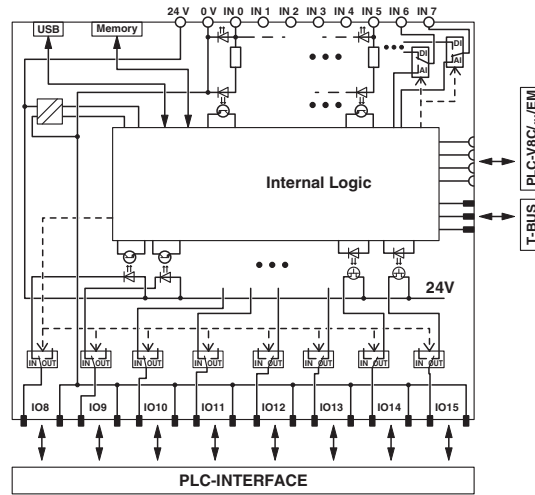 24 V 0 V IN 0 IN 1 IN 2 IN 3 IN 4 IN 5 IN 6 IN 7
USB Memory
DI
AI
DI
AI
PLC-V8C/.../EM
Internal Logic
T-BUS
24V
IN OUT IN OUT IN OUT IN OUT IN OUT IN OUT IN OUT IN OUT
IO8 IO9 IO10 IO11 IO12 IO13 IO14 IO15
PLC-INTERFACE